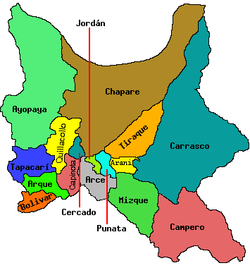 Jordán
Chapare
Ayopaya
Tiraque
Carrasco
Quillacollo
Arani
Tapacarí
Capinota
Arce
Arque
Bolívar
Mizque
Cercado
Punata
Campero